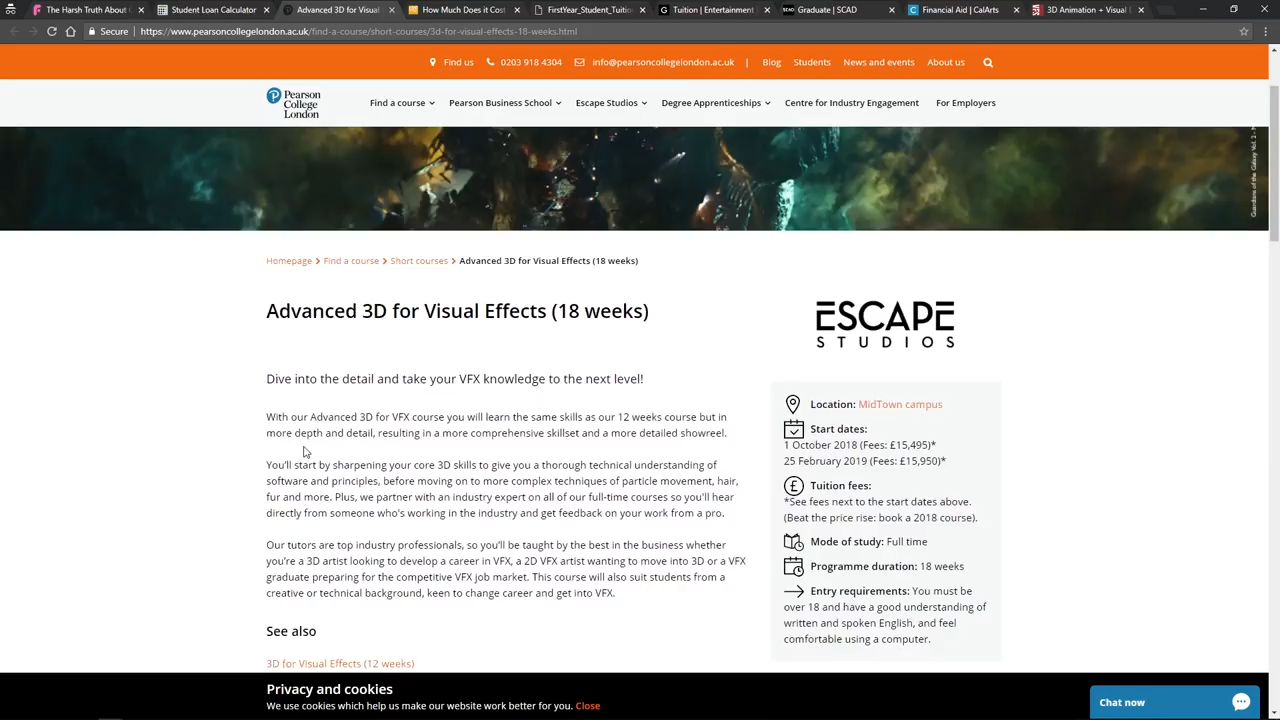 The Harsh Truth About C
Student Loan Calculator
Advanced 3D for Visual
How Much Does it Cost
FirstYear_Student_Tuitio
Tuition | Entertainment
Graduate | SCAD
Financial Aid | CalArts
3D Animation + Visual
Secure
https://www.pearsoncollegelondon.ac.uk/find-a-course/short-courses/3d-for-visual-effects-18-weeks.html
Find us
0203 918 4304
info@pearsoncollegelondon.ac.uk
|
Blog
Students
News and events
About us
Pearson
College
London
Find a course
Pearson Business School
Escape Studios
Degree Apprenticeships
Centre for Industry Engagement
For Employers
Homepage > Find a course > Short courses > Advanced 3D for Visual Effects (18 weeks)
Advanced 3D for Visual Effects (18 weeks)
Dive into the detail and take your VFX knowledge to the next level!
With our Advanced 3D for VFX course you will learn the same skills as our 12 weeks course but in
more depth and detail, resulting in a more comprehensive skillset and a more detailed showreel.
You'll start by sharpening your core 3D skills to give you a thorough technical understanding of
software and principles, before moving on to more complex techniques of particle movement, hair,
fur and more. Plus, we partner with an industry expert on all of our full-time courses so you'll hear
directly from someone who's working in the industry and get feedback on your work from a pro.
Our tutors are top industry professionals, so you'll be taught by the best in the business whether
you're a 3D artist looking to develop a career in VFX, a 2D VFX artist wanting to move into 3D or a VFX
graduate preparing for the competitive VFX job market. This course will also suit students from a
creative or technical background, keen to change career and get into VFX.
See also
3D for Visual Effects (12 weeks)
ESCAPE
STUDIOS
Location: MidTown campus
Start dates:
1 October 2018 (Fees: £15,495)*
25 February 2019 (Fees: £15,950)*
Tuition fees:
*See fees next to the start dates above.
(Beat the price rise: book a 2018 course).
Mode of study: Full time
Programme duration: 18 weeks
Entry requirements: You must be
over 18 and have a good understanding of
written and spoken English, and feel
comfortable using a computer.
Guardians of the Galaxy Vol. 2
Privacy and cookies
We use cookies which help us make our website work better for you. Close
Chat now